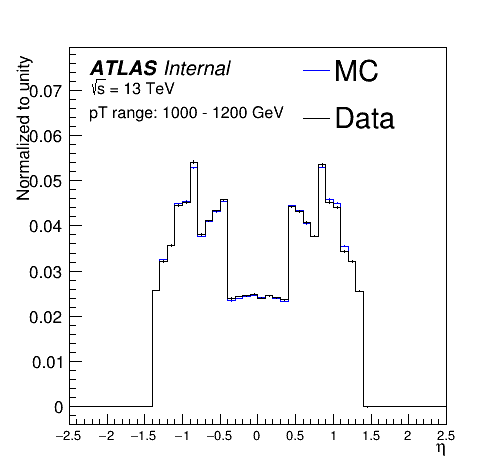 ATLAS Internal
√s = 13 TeV
pT range: 1000 - 1200 GeV
MC
Data
Normalized to unity
0.07
0.06
0.05
0.04
0.03
0.02
0.01
0
−2.5 −2 −1.5 −1 −0.5 0 0.5 1 1.5 2 2.5
η